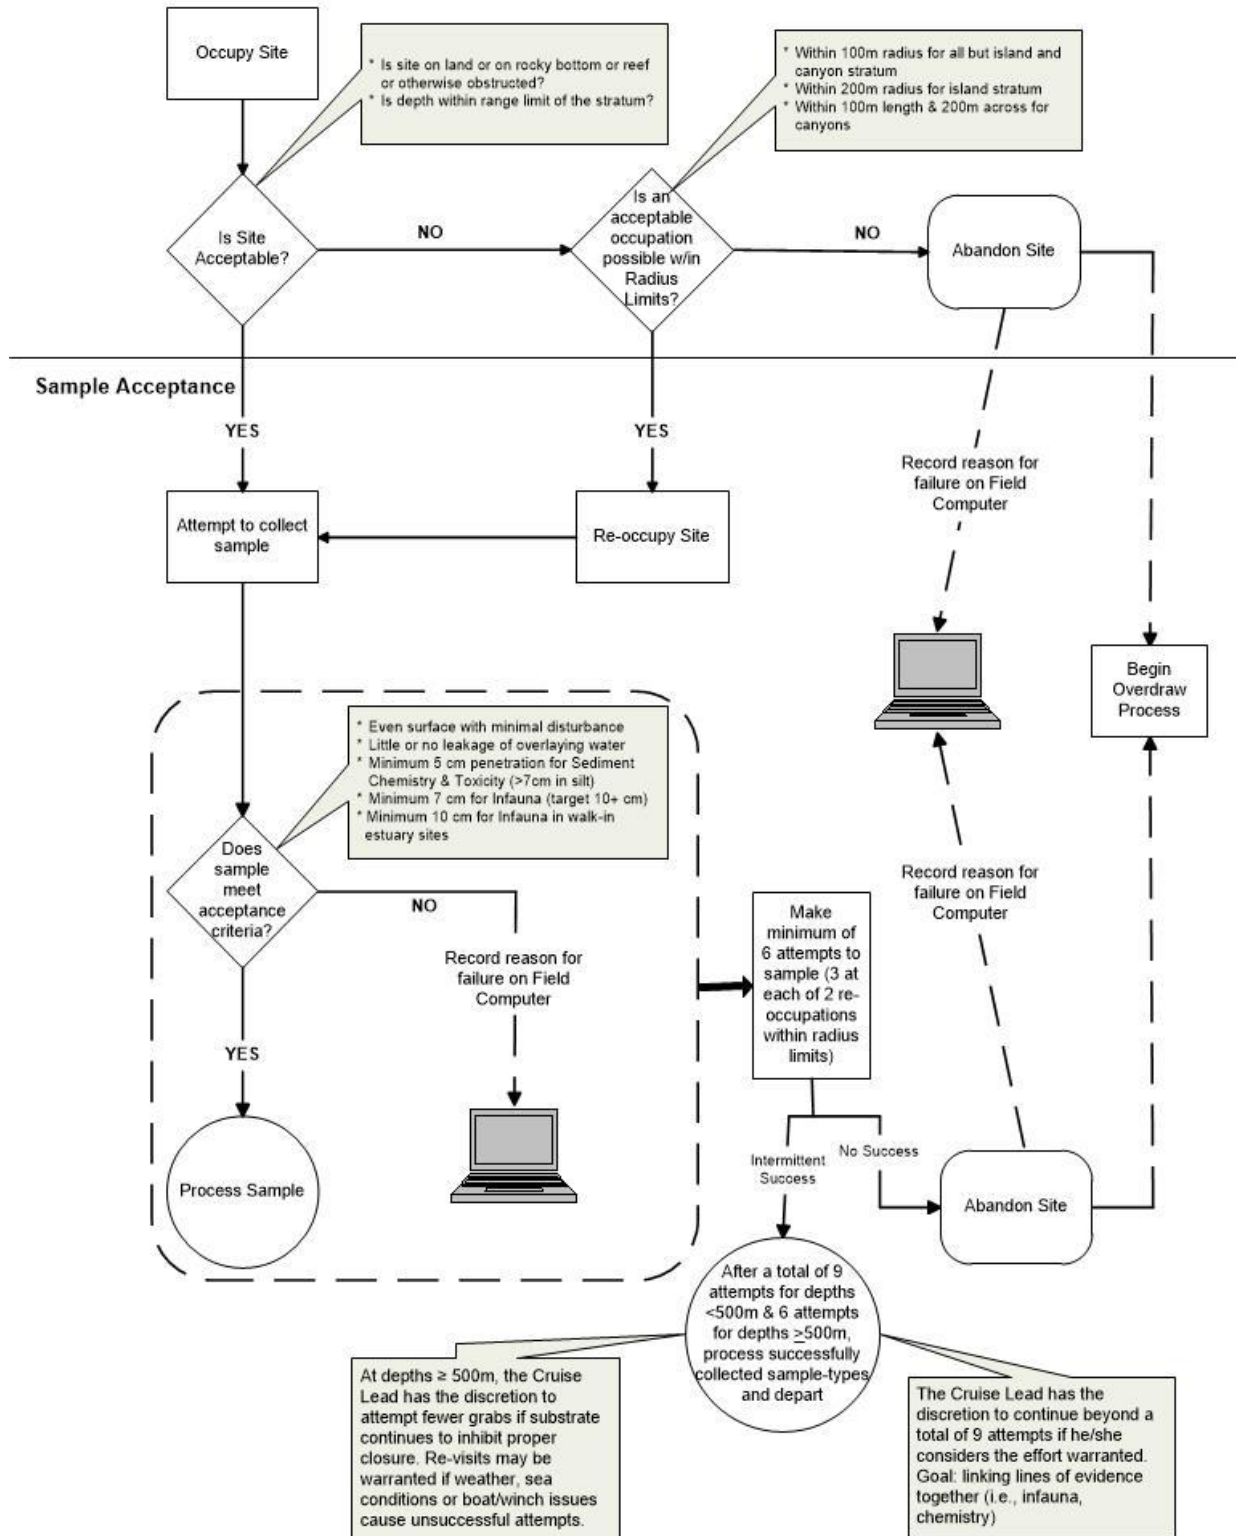 Occupy Site
* Is site on land or on rocky bottom or reef
or otherwise obstructed?
* Is depth within range limit of the stratum?
* Within 100m radius for all but island and
canyon stratum
* Within 200m radius for island stratum
* Within 100m length & 200m across for
canyons
Is Site
Acceptable?
NO
Is an
acceptable
occupation
possible w/in
Radius
Limits?
NO
Abandon Site
Sample Acceptance
YES
YES
Record reason for
failure on Field
Computer
Attempt to collect
sample
Re-occupy Site
Begin
Overdraw
Process
* Even surface with minimal disturbance
* Little or no leakage of overlaying water
* Minimum 5 cm penetration for Sediment
Chemistry & Toxicity (>7cm in silt)
* Minimum 7 cm for Infauna (target 10+ cm)
* Minimum 10 cm for Infauna in walk-in
estuary sites
Does
sample
meet
acceptance
criteria?
NO
Record reason for
failure on Field
Computer
Make
minimum of
6 attempts to
sample (3 at
each of 2 re-
occupations
within radius
limits)
Record reason for
failure on Field
Computer
YES
Process Sample
Intermittent
Success
No Success
Abandon Site
After a total of 9
attempts for depths
<500m & 6 attempts
for depths ≥500m,
process successfully
collected sample-types
and depart
At depths ≥ 500m, the Cruise
Lead has the discretion to
attempt fewer grabs if substrate
continues to inhibit proper
closure. Re-visits may be
warranted if weather, sea
conditions or boat/winch issues
cause unsuccessful attempts.
The Cruise Lead has the
discretion to continue beyond a
total of 9 attempts if he/she
considers the effort warranted.
Goal: linking lines of evidence
together (i.e., infauna,
chemistry)